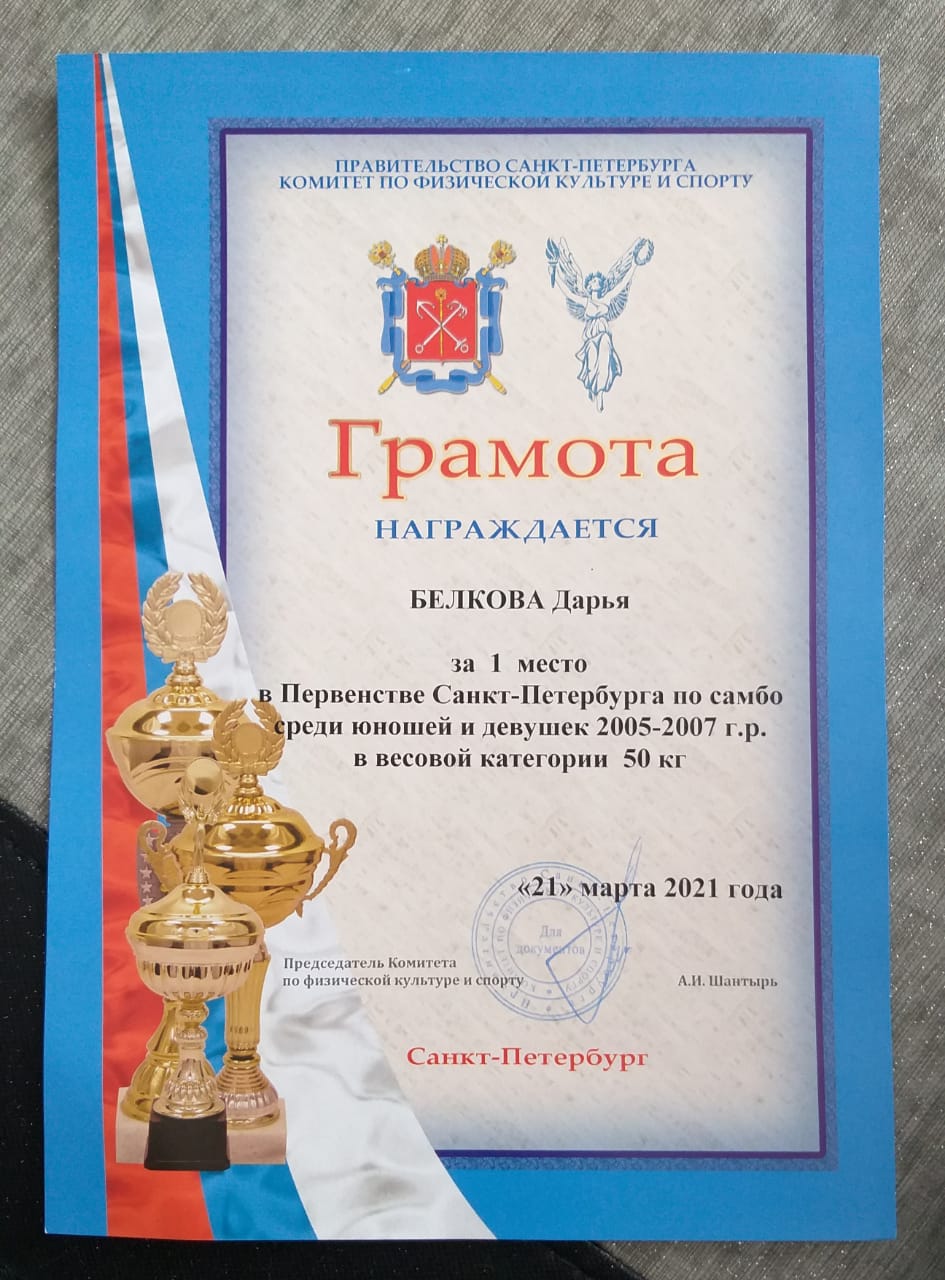 ПРАВИТЕЛЬСТВО САНКТ-ПЕТЕРБУРГА
КОМИТЕТ ПО ФИЗИЧЕСКОЙ КУЛЬТУРЕ И СПОРТУ
Грамота
НАГРАЖДАЕТСЯ
БЕЛКОВА Дарья
за 1 место
в Первенстве Санкт-Петербурга по самбо
среди юношей и девушек 2005-2007 г.р.
в весовой категории 50 кг
«21» марта 2021 года
Для
документов
Председатель Комитета
по физической культуре и спорту
А.И. Шантырь
Санкт-Петербург